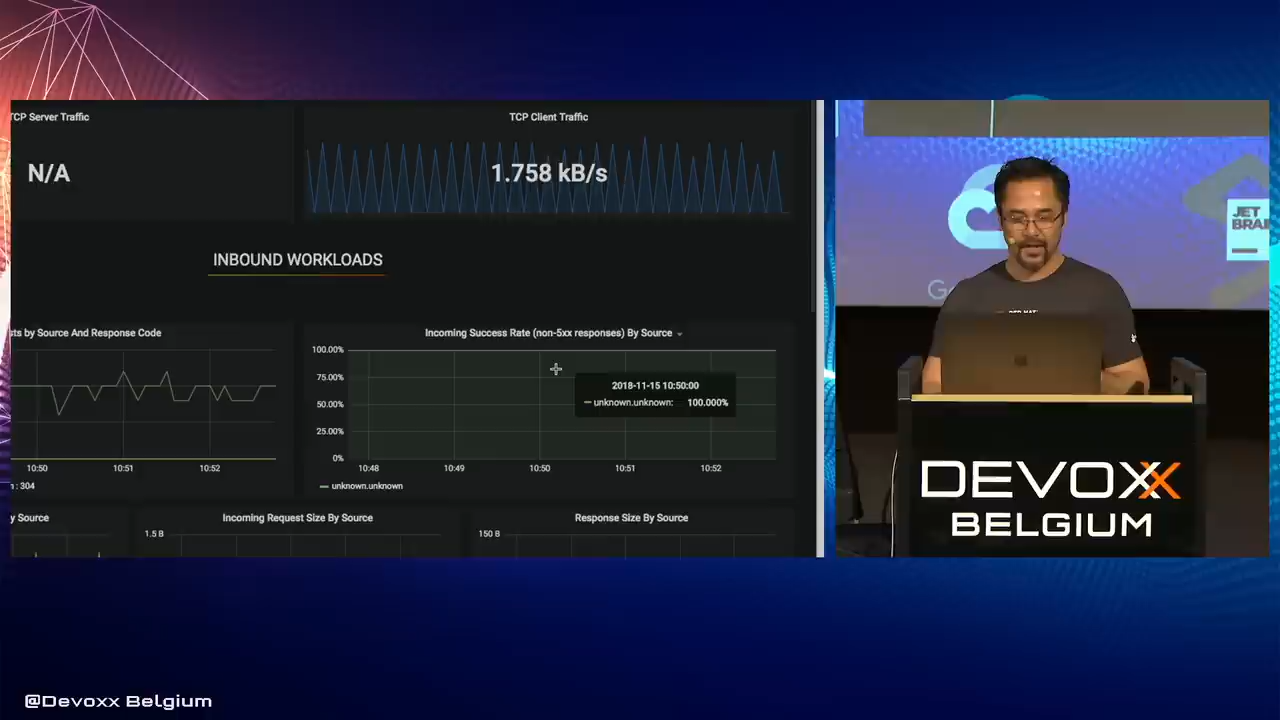 TCP Server Traffic
N/A
TCP Client Traffic
1.758 kB/s
INBOUND WORKLOADS
sts by Source And Response Code
10:50
10:51
10:52
: 304
Incoming Success Rate (non-5xx responses) By Source
100.00%
75.00%
50.00%
25.00%
0%
2018-11-15 10:50:00
unknown.unknown: 100.000%
10:48
10:49
10:50
10:51
10:52
unknown.unknown
y Source
Incoming Request Size By Source
1.5 B
Response Size By Source
150 B
JET
BRAI
G
DEVOXX
BELGIUM
@Devoxx Belgium